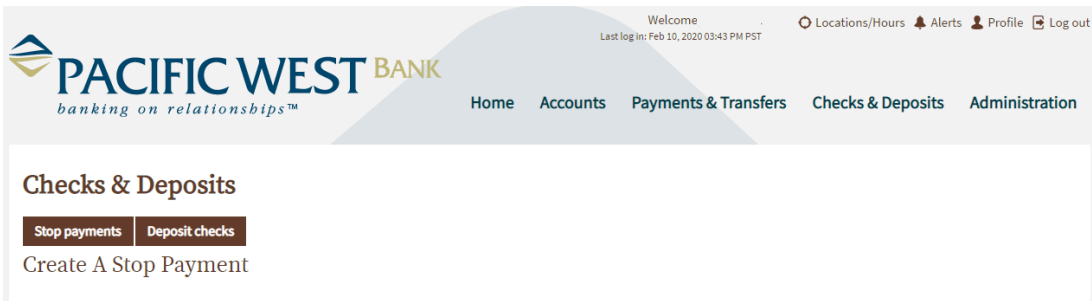 Welcome .
Locations/Hours Alerts Profile Log out
Last log in: Feb 10, 2020 03:43 PM PST
PACIFIC WEST BANK
banking on relationships™
Home Accounts Payments & Transfers Checks & Deposits Administration
Checks & Deposits
Stop payments Deposit checks
Create A Stop Payment